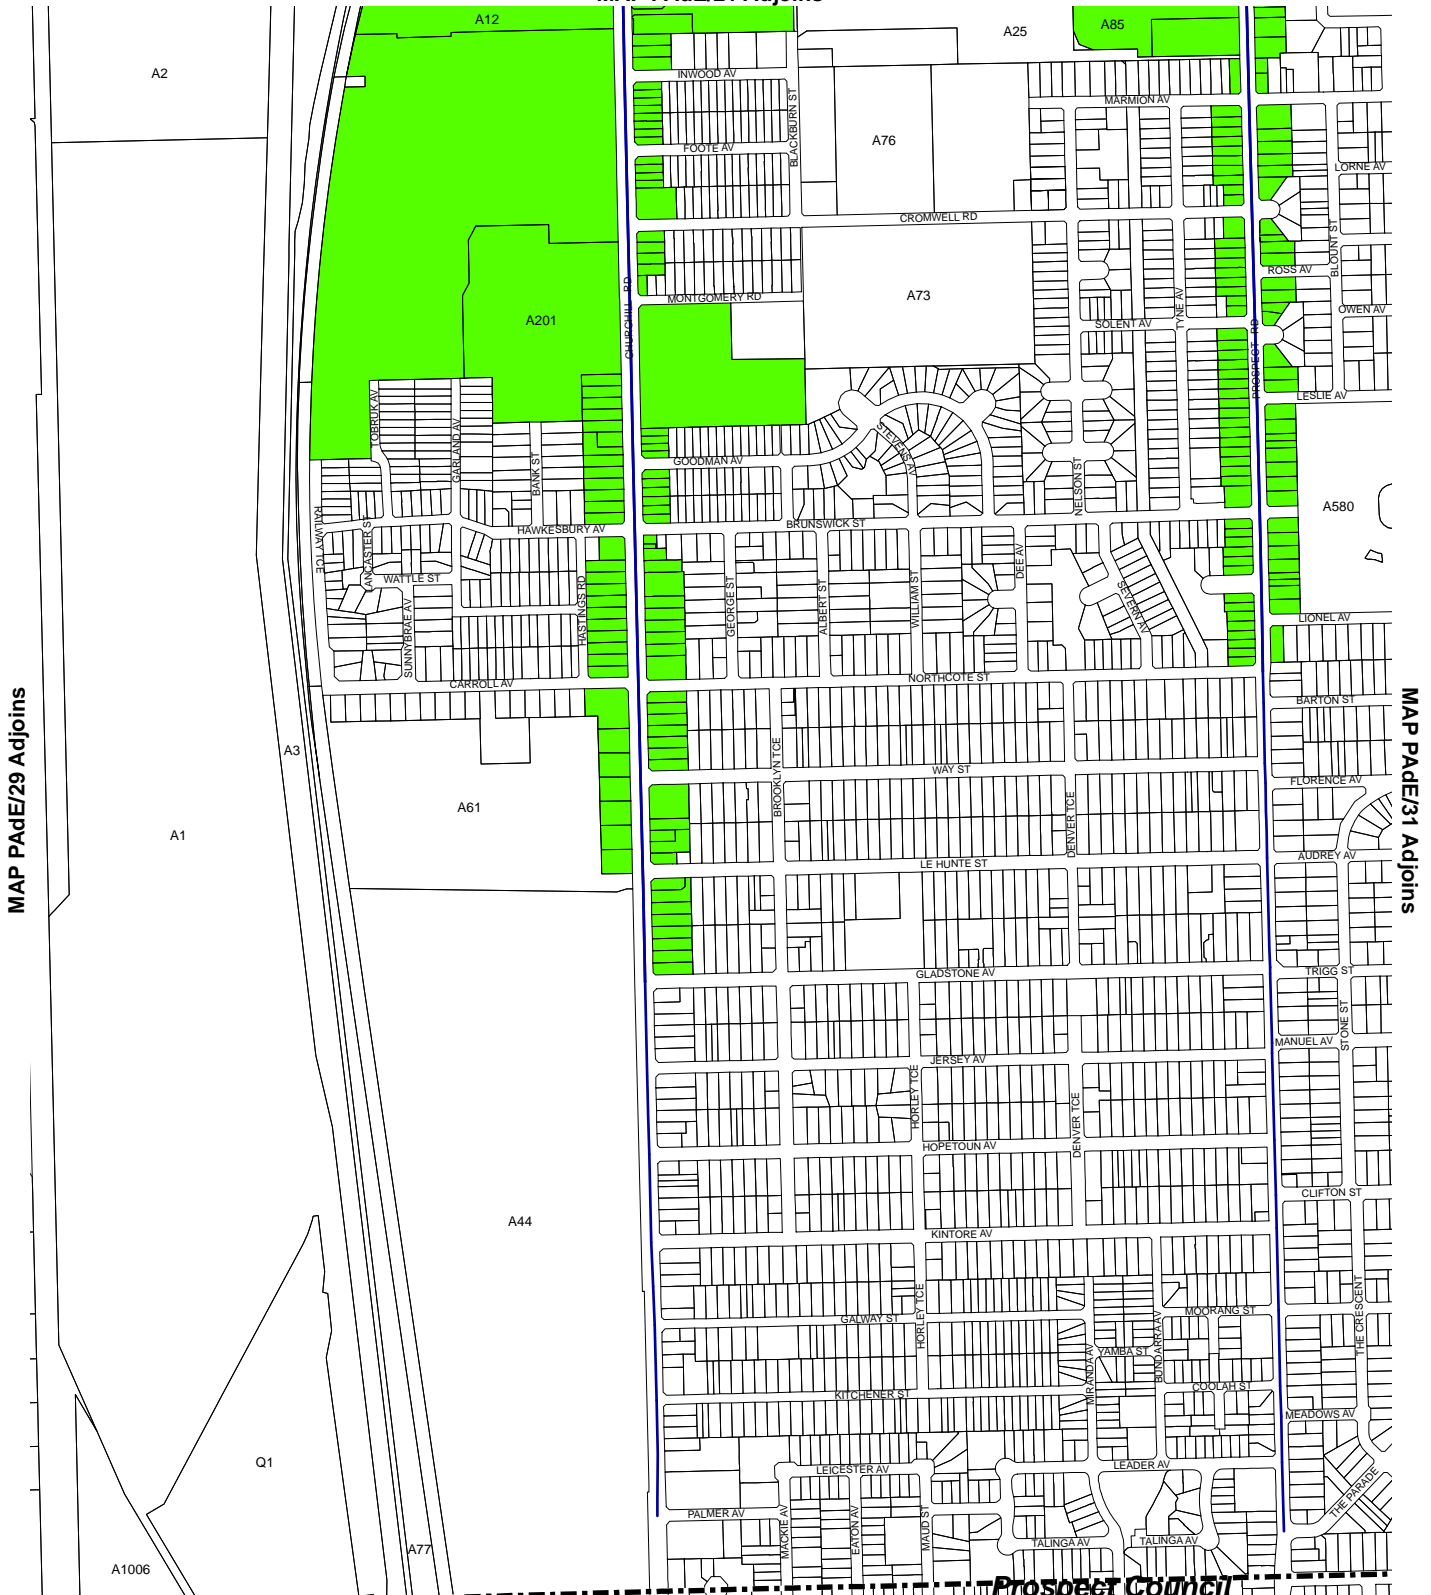 A12
A25
A85
A2
INWOOD AV
MARMION AV
BLACKBURN ST
A76
FOOTE AV
LORNE AV
CROMWELL RD
BLOUNT ST
ROSS AV
CHURCHILL RD
MONTGOMERY RD
A73
TYNE AV
OWEN AV
A201
SOLENT AV
PROSPECT RD
LESLIE AV
TOBRUK AV
GARLAND AV
BANK ST
GOODMAN AV
STEVENS AV
NELSON ST
A580
RAILWAY TCE
LANCASTER ST
HAWKESBURY AV
BRUNSWICK ST
WATTLE ST
SUNNYBRAE AV
HASTINGS RD
GEORGE ST
ALBERT ST
WILLIAM ST
DEE AV
SEVERN AV
LIONEL AV
CARROLL AV
NORTHCOTE ST
BARTON ST
MAP PAdE/29 Adjoins
MAP PAdE/31 Adjoins
A3
BROOKLYN TCE
WAY ST
FLORENCE AV
A61
A1
DENVER TCE
LE HUNTE ST
AUDREY AV
GLADSTONE AV
TRIGG ST
STONE ST
MANUEL AV
JERSEY AV
HORLEY TCE
DENVER TCE
HOPETOUN AV
CLIFTON ST
A44
KINTORE AV
HORLEY TCE
GALWAY ST
MOORANG ST
BUNDARRA AV
THE CRESCENT
YAMBA ST
MIRANDA AV
COOLAH ST
KITCHENER ST
MEADOWS AV
Q1
LEICESTER AV
LEADER AV
THE PARADE
PALMER AV
MACKIE AV
EATON AV
MAUD ST
TALINGA AV
TALINGA AV
A77
A1006
Prospect Council